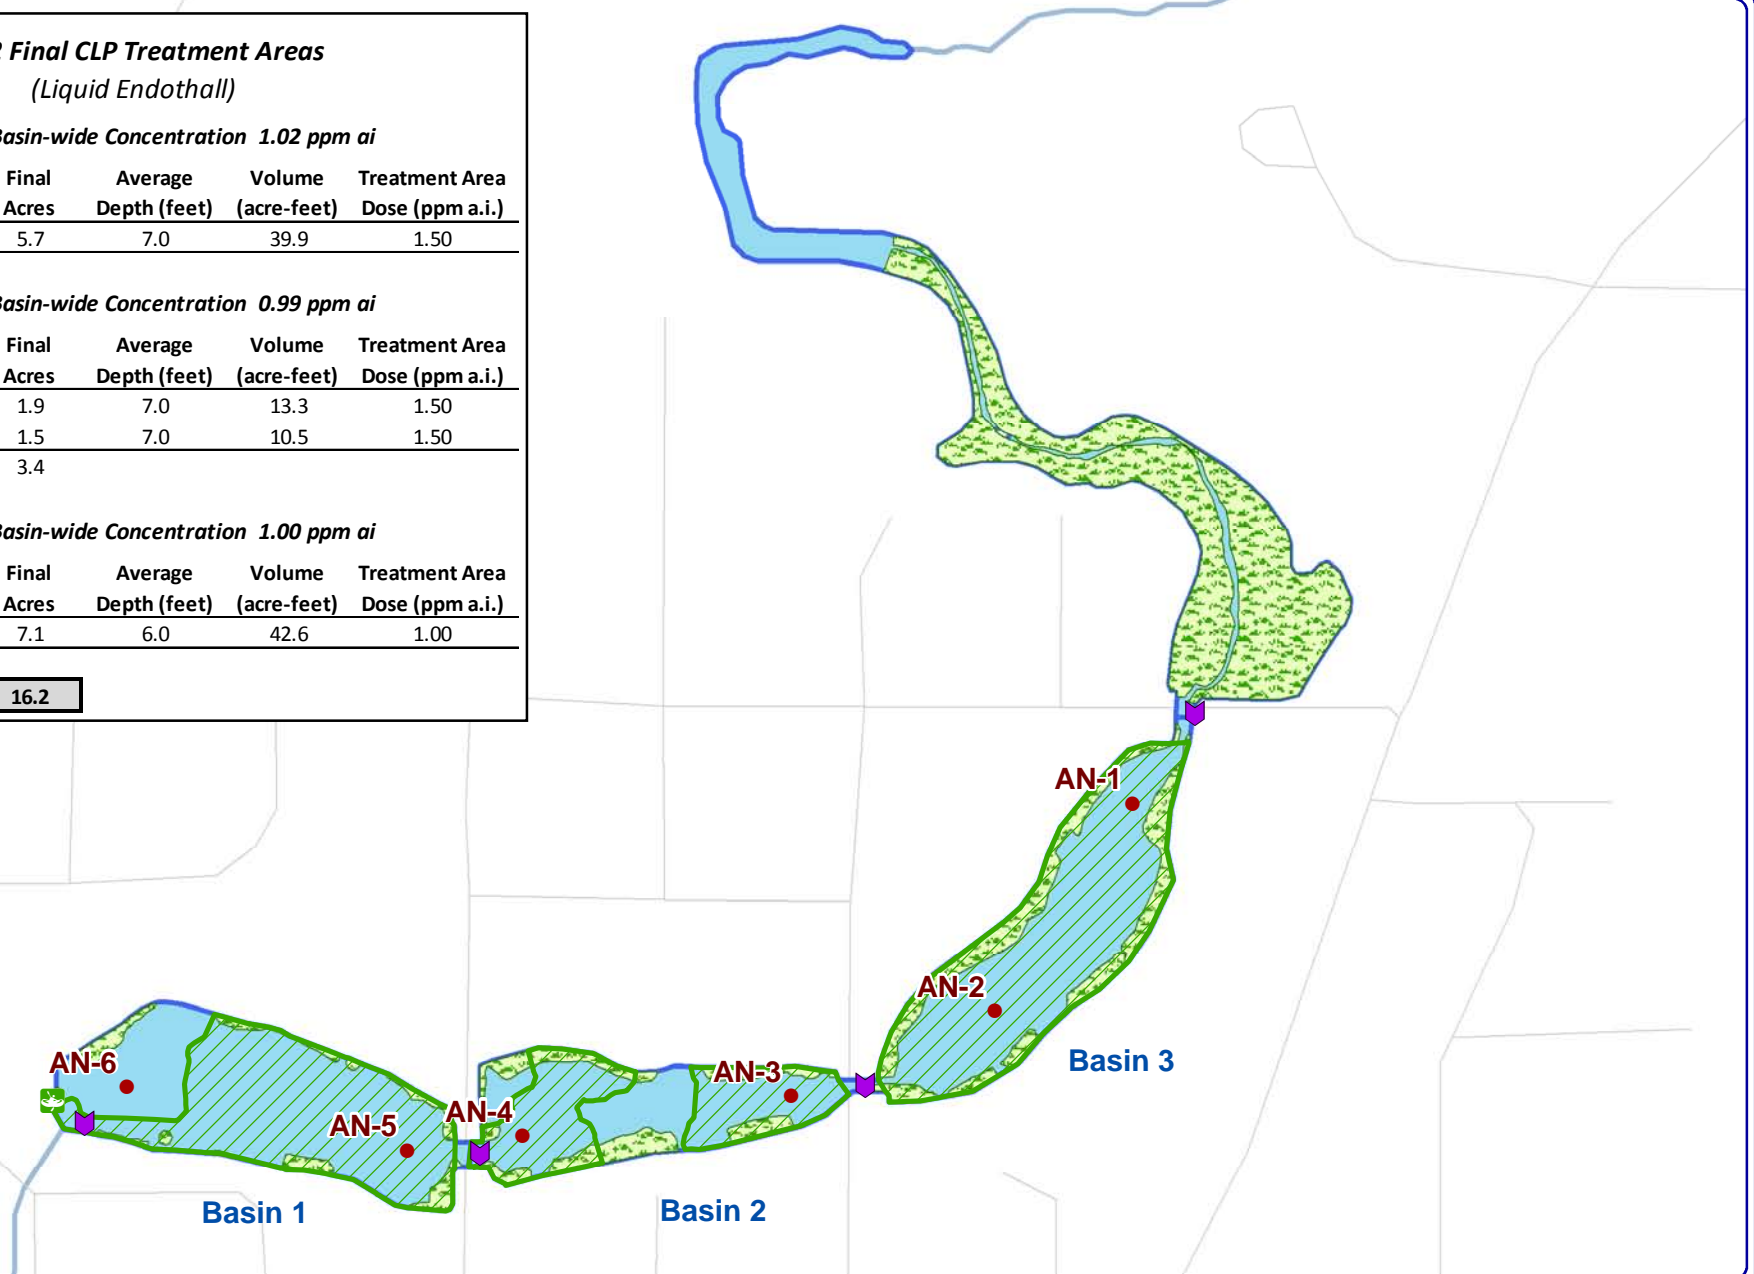 Final CLP Treatment Areas
(Liquid Endothall)
Basin-wide Concentration 1.02 ppm ai
Final Average Volume Treatment Area
Acres Depth (feet) (acre-feet) Dose (ppm a.i.)
5.7 7.0 39.9 1.50
Basin-wide Concentration 0.99 ppm ai
Final Average Volume Treatment Area
Acres Depth (feet) (acre-feet) Dose (ppm a.i.)
1.9 7.0 13.3 1.50
1.5 7.0 10.5 1.50
3.4
Basin-wide Concentration 1.00 ppm ai
Final Average Volume Treatment Area
Acres Depth (feet) (acre-feet) Dose (ppm a.i.)
7.1 6.0 42.6 1.00
16.2
AN-1
AN-2
Basin 3
AN-3
AN-6
AN-4
AN-5
Basin 1
Basin 2